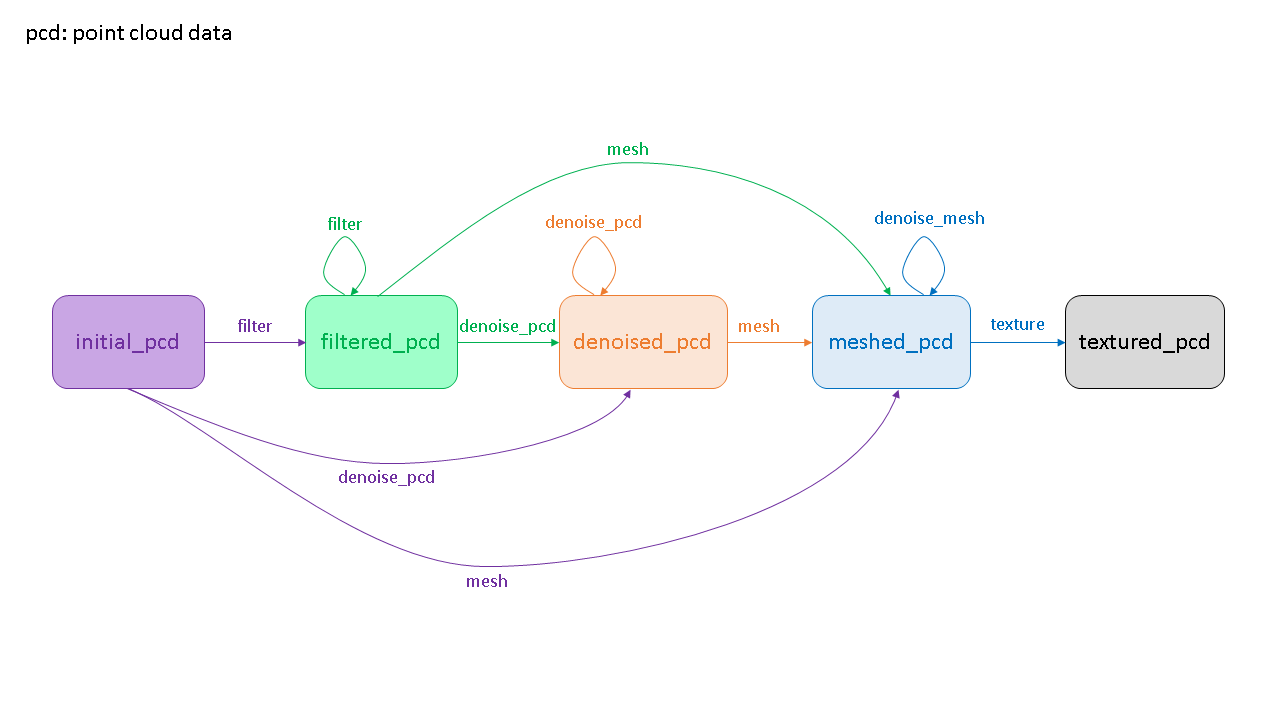 pcd: point cloud data
mesh
filter
denoise_pcd
denoise_mesh
filter
denoise_pcd
mesh
texture
initial_pcd
filtered_pcd
denoised_pcd
meshed_pcd
textured_pcd
denoise_pcd
mesh